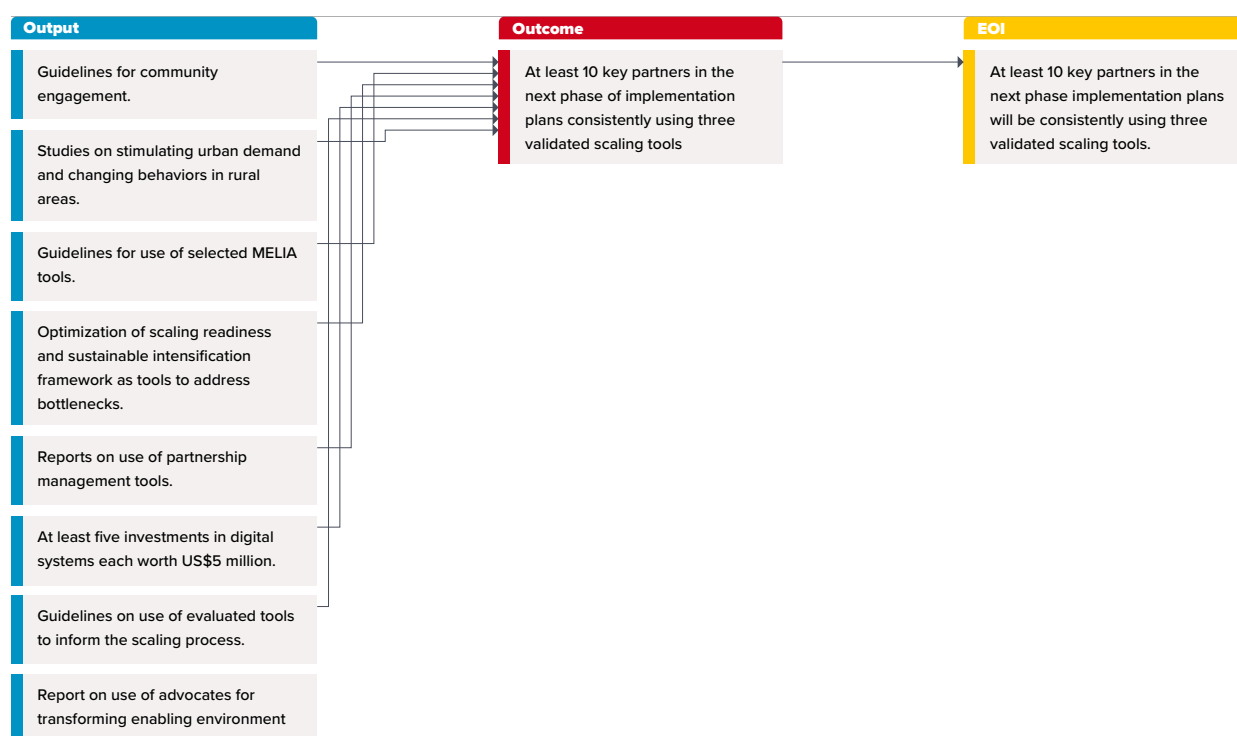 Output
Outcome
EOI
Guidelines for community
engagement.
Studies on stimulating urban demand
and changing behaviors in rural
areas.
Guidelines for use of selected MELIA
tools.
Optimization of scaling readiness
and sustainable intensification
framework as tools to address
bottlenecks.
Reports on use of partnership
management tools.
At least five investments in digital
systems each worth US$5 million.
Guidelines on use of evaluated tools
to inform the scaling process.
Report on use of advocates for
transforming enabling environment
At least 10 key partners in the
next phase of implementation
plans consistently using three
validated scaling tools
At least 10 key partners in the
next phase implementation plans
will be consistently using three
validated scaling tools.